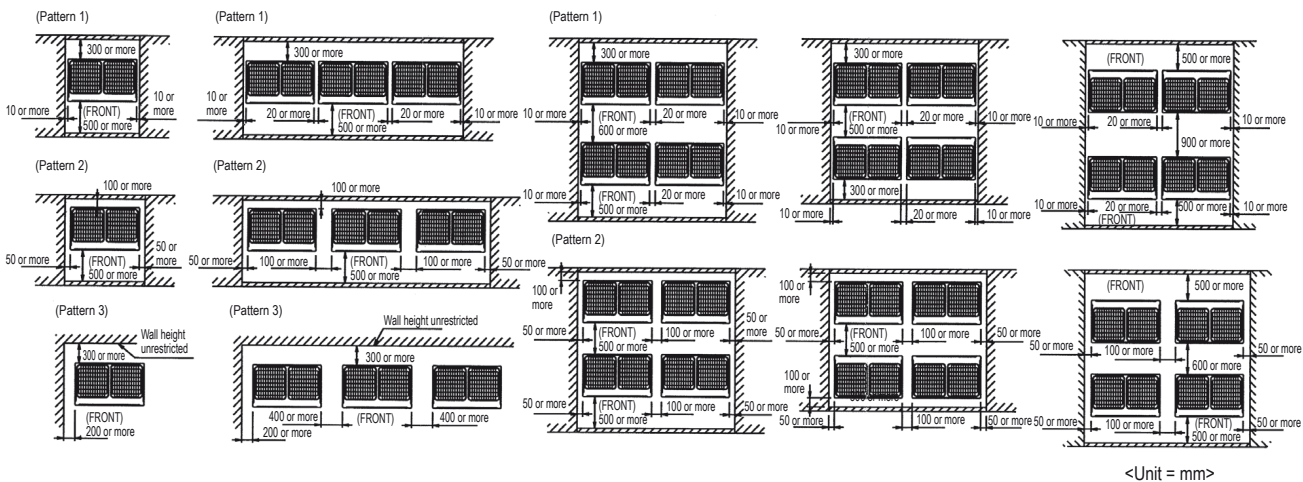 (Pattern 1)
300 or more
10 or
more
(FRONT)
500 or more
10 or
more
(Pattern 2)
100 or more
50 or more
(FRONT)
500 or more
50 or
more
(Pattern 3)
Wall height
unrestricted
300 or more
(FRONT)
200 or more
(Pattern 1)
300 or more
10 or
more
20 or more
(FRONT)
500 or more
20 or more
10 or more
(Pattern 2)
100 or more
50 or more
100 or more
(FRONT)
500 or more
100 or more
50 or more
(Pattern 3)
Wall height unrestricted
300 or more
400 or more
(FRONT)
400 or more
200 or more
(Pattern 1)
300 or more
10 or more
(FRONT)
600 or more
20 or more
10 or more
10 or more
(FRONT)
500 or more
20 or more
10 or more
300 or more
10 or more
(FRONT)
500 or more
20 or more
10 or more
300 or more
10 or more
20 or more
10 or more
(FRONT)
500 or more
10 or more
20 or more
10 or more
900 or more
10 or more
20 or more
500 or more
10 or more
(FRONT)
(Pattern 2)
100 or
more
50 or more
(FRONT)
500 or more
100 or more
50 or
more
50 or more
(FRONT)
500 or more
100 or more
50 or
more
100 or
more
50 or more
(FRONT)
500 or more
100 or more
50 or more
100 or
more
50 or more
100 or more
50 or more
(FRONT)
500 or more
50 or more
100 or more
50 or more
600 or more
50 or more
100 or more
(FRONT)
500 or more
50 or more
<Unit = mm>